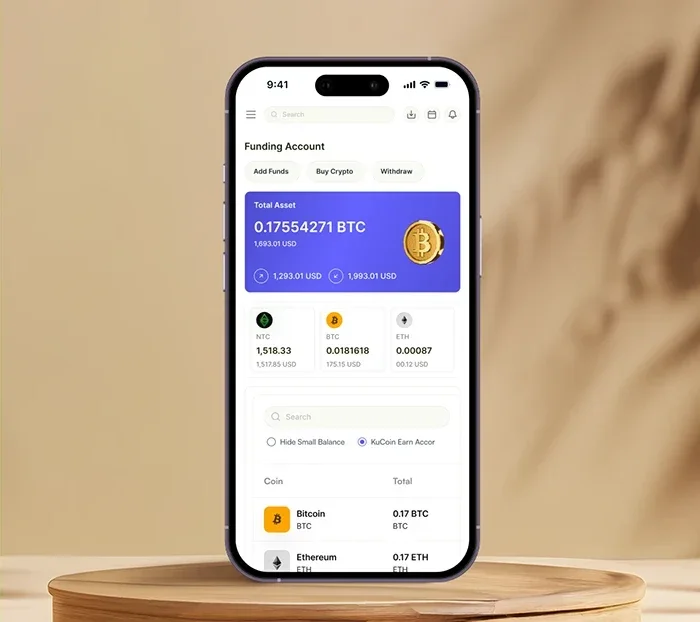 9:41
Search
Funding Account
Add Funds Buy Crypto Withdraw
Total Asset
0.17554271 BTC
1,693.01 USD
1,293.01 USD 1,993.01 USD
NTC BTC ETH
1,518.33 0.0181618 0.00087
1,517.85 USD 175.15 USD 00.12 USD
Search
Hide Small Balance KuCoin Earn Accor
Coin Total
Bitcoin 0.17 BTC
BTC BTC
Ethereum 0.17 ETH
ETH ETH